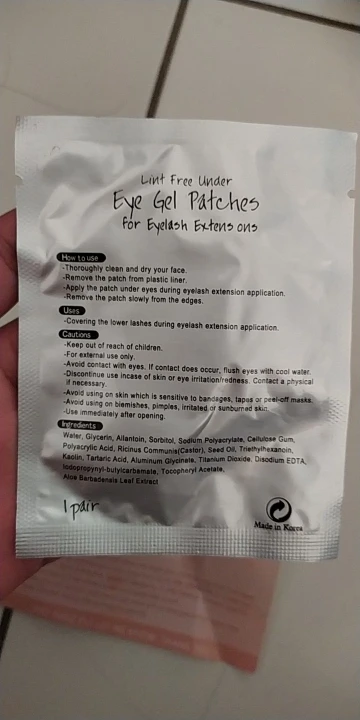 Lint Free Under
Eye Gel Patches
for Eyelash Extens ons
How to use
-Thoroughly clean and dry your face.
-Remove the patch from plastic liner.
-Apply the patch under eyes during eyelash extension application.
-Remove the patch slowly from the edges.
Uses
-Covering the lower lashes during eyelash extension application.
Cautions
-Keep out of reach of children.
-For external use only.
-Avoid contact with eyes. If contact does occur, flush eyes with cool water.
-Discontinue use incase of skin or eye irritation/redness. Contact a physical
if necessary.
-Avoid using on skin which is sensitive to bandages, tapes or peel-off masks.
-Avoid using on blemishes, pimples, irritated or sunburned skin.
-Use immediately after opening.
Ingredients
Water, Glycerin, Allantoin, Sorbitol, Sodium Polyacrylate, Cellulose Gum,
Polyacrylic Acid, Ricinus Communis(Castor), Seed Oil, Triethylhexanoin,
Kaolin, Tartaric Acid, Aluminum Glycinate, Titanium Dioxide, Disodium EDTA,
Iodopropynyl-butylcarbamate, Tocopheryl Acetate,
Aloe Barbadensis Leaf Extract
1 pair
Made in Korea